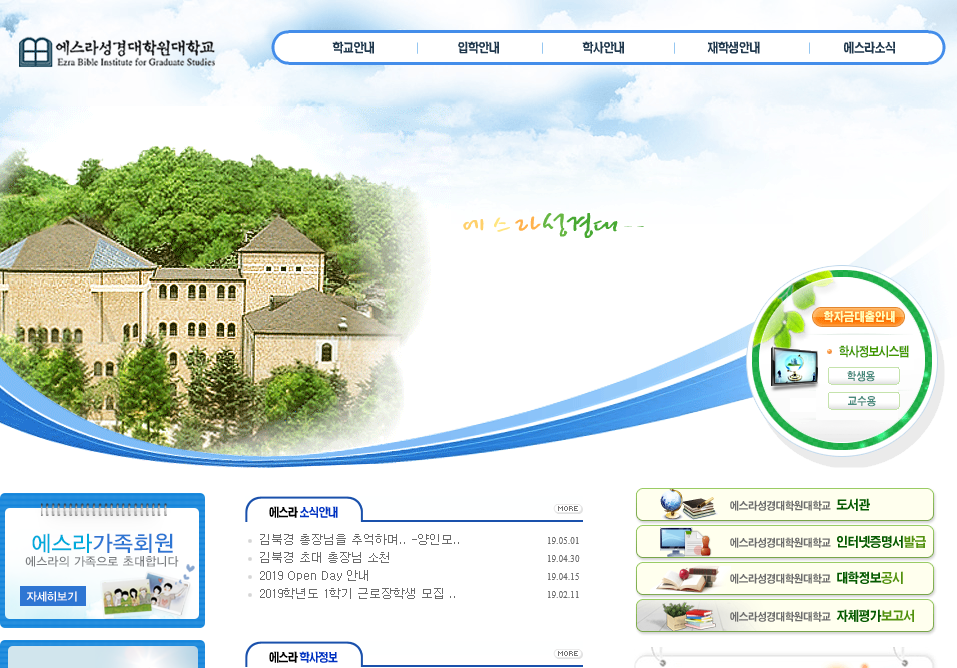 에스라성경대학원대학교
Ezra Bible Institute for Graduate Studies
학교안내
입학안내
학사안내
재학생안내
에스라소식
에스라성경대
학자금대출안내
학사정보시스템
학생용
교수용
에스라가족회원
에스라의 가족으로 초대합니다
자세히보기
에스라 소식안내
MORE
김북경 총장님을 추억하며.. -양인모.. 19.05.01
김북경 초대 총장님 소천 19.04.30
2019 Open Day 안내 19.04.15
2019학년도 1학기 근로장학생 모집 .. 19.02.11
에스라 학사정보
MORE
에스라성경대학원대학교 도서관
에스라성경대학원대학교 인터넷증명서발급
에스라성경대학원대학교 대학정보공시
에스라성경대학원대학교 자체평가보고서